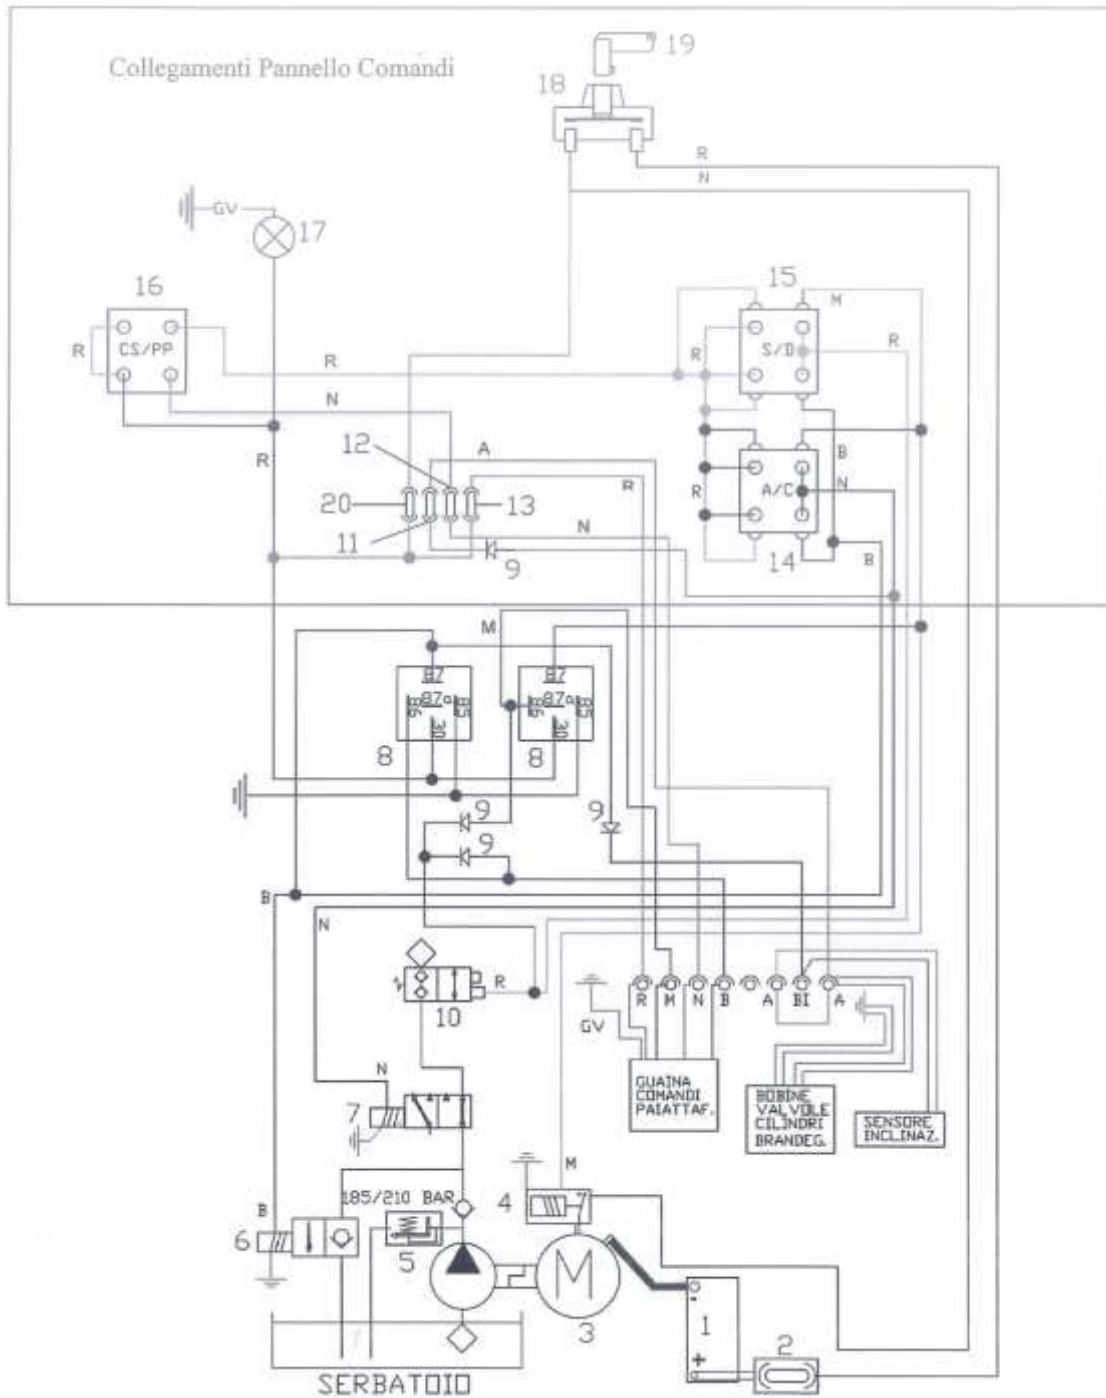 19
Collegamenti Pannello Comandi
18
R
N
GV
17
15
16
M
CS/PP
R
R
R
S/D
R
N
12
A
B
R
R
R
A/C
N
20
13
N
11
9
14
B
M
87
87
86
87a
85
86
87a
85
30
30
8
8
9
9
9
B
N
R
10
R
M
N
B
A
BI
A
GV
N
GUAINA
COMANDI
PAIATTAF.
BOBINE
VALVOLE
CILINDRI
BRANDEG.
SENSORE
INCLINAZ.
7
M
185/210 BAR
4
B
6
5
M
-
1
3
2
+
SERBATOIO